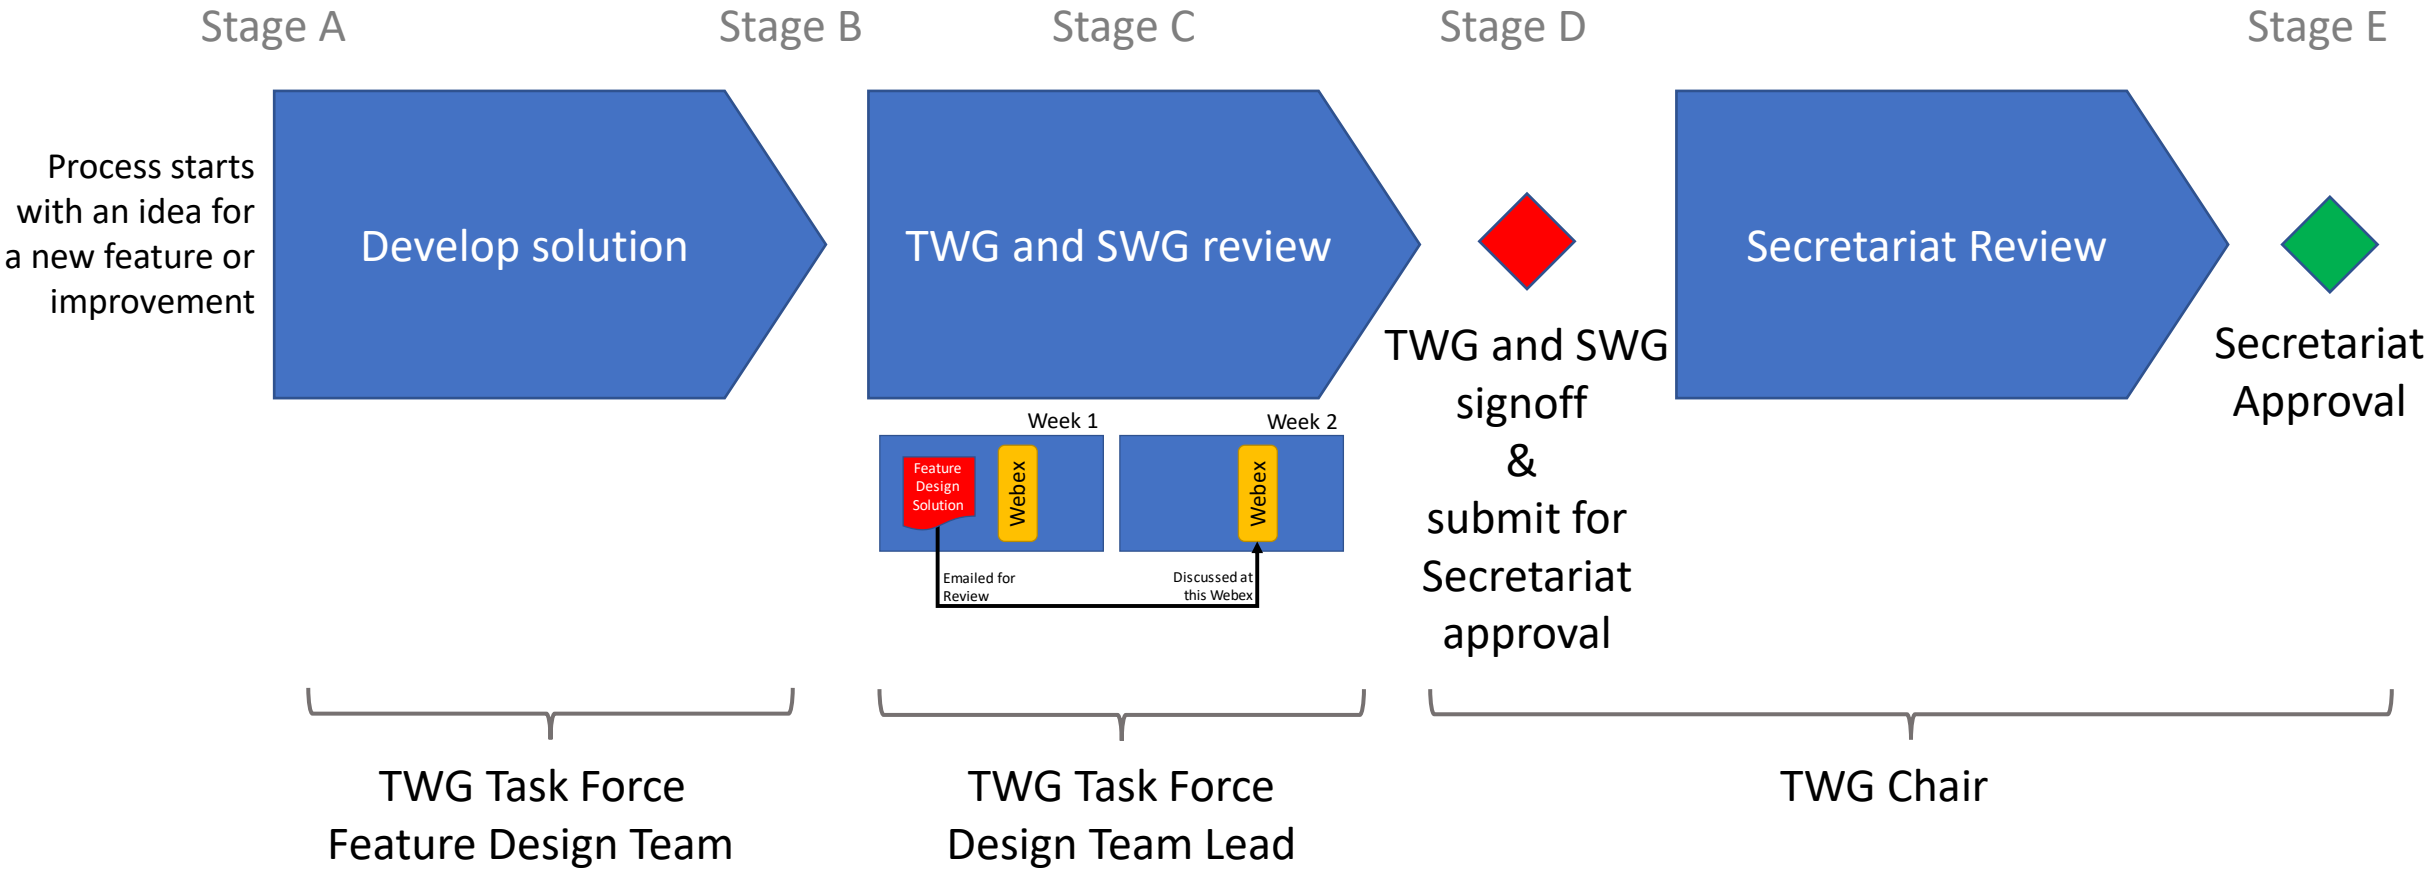 Stage A
Stage B
Stage C
Stage D
Stage E
Process starts
with an idea for
a new feature or
improvement
Develop solution
TWG and SWG review
Secretariat Review
TWG and SWG
signoff
&
submit for
Secretariat
approval
Secretariat
Approval
Week 1
Week 2
Feature
Design
Solution
Webex
Webex
Emailed for
Review
Discussed at
this Webex
TWG Task Force
Feature Design Team
TWG Task Force
Design Team Lead
TWG Chair